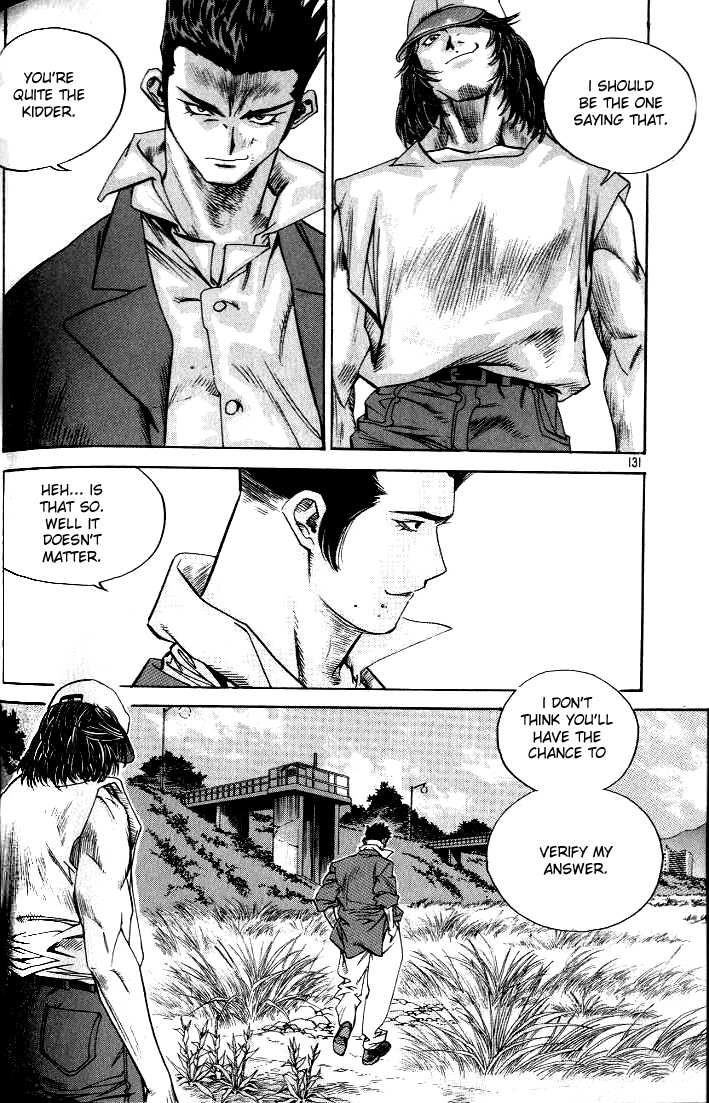 YOU'RE
QUITE THE
KIDDER.
I SHOULD
BE THE ONE
SAYING THAT.
131
HEH... IS
THAT SO.
WELL IT
DOESN'T
MATTER.
I DON'T
THINK YOU'LL
HAVE THE
CHANCE TO
VERIFY MY
ANSWER.